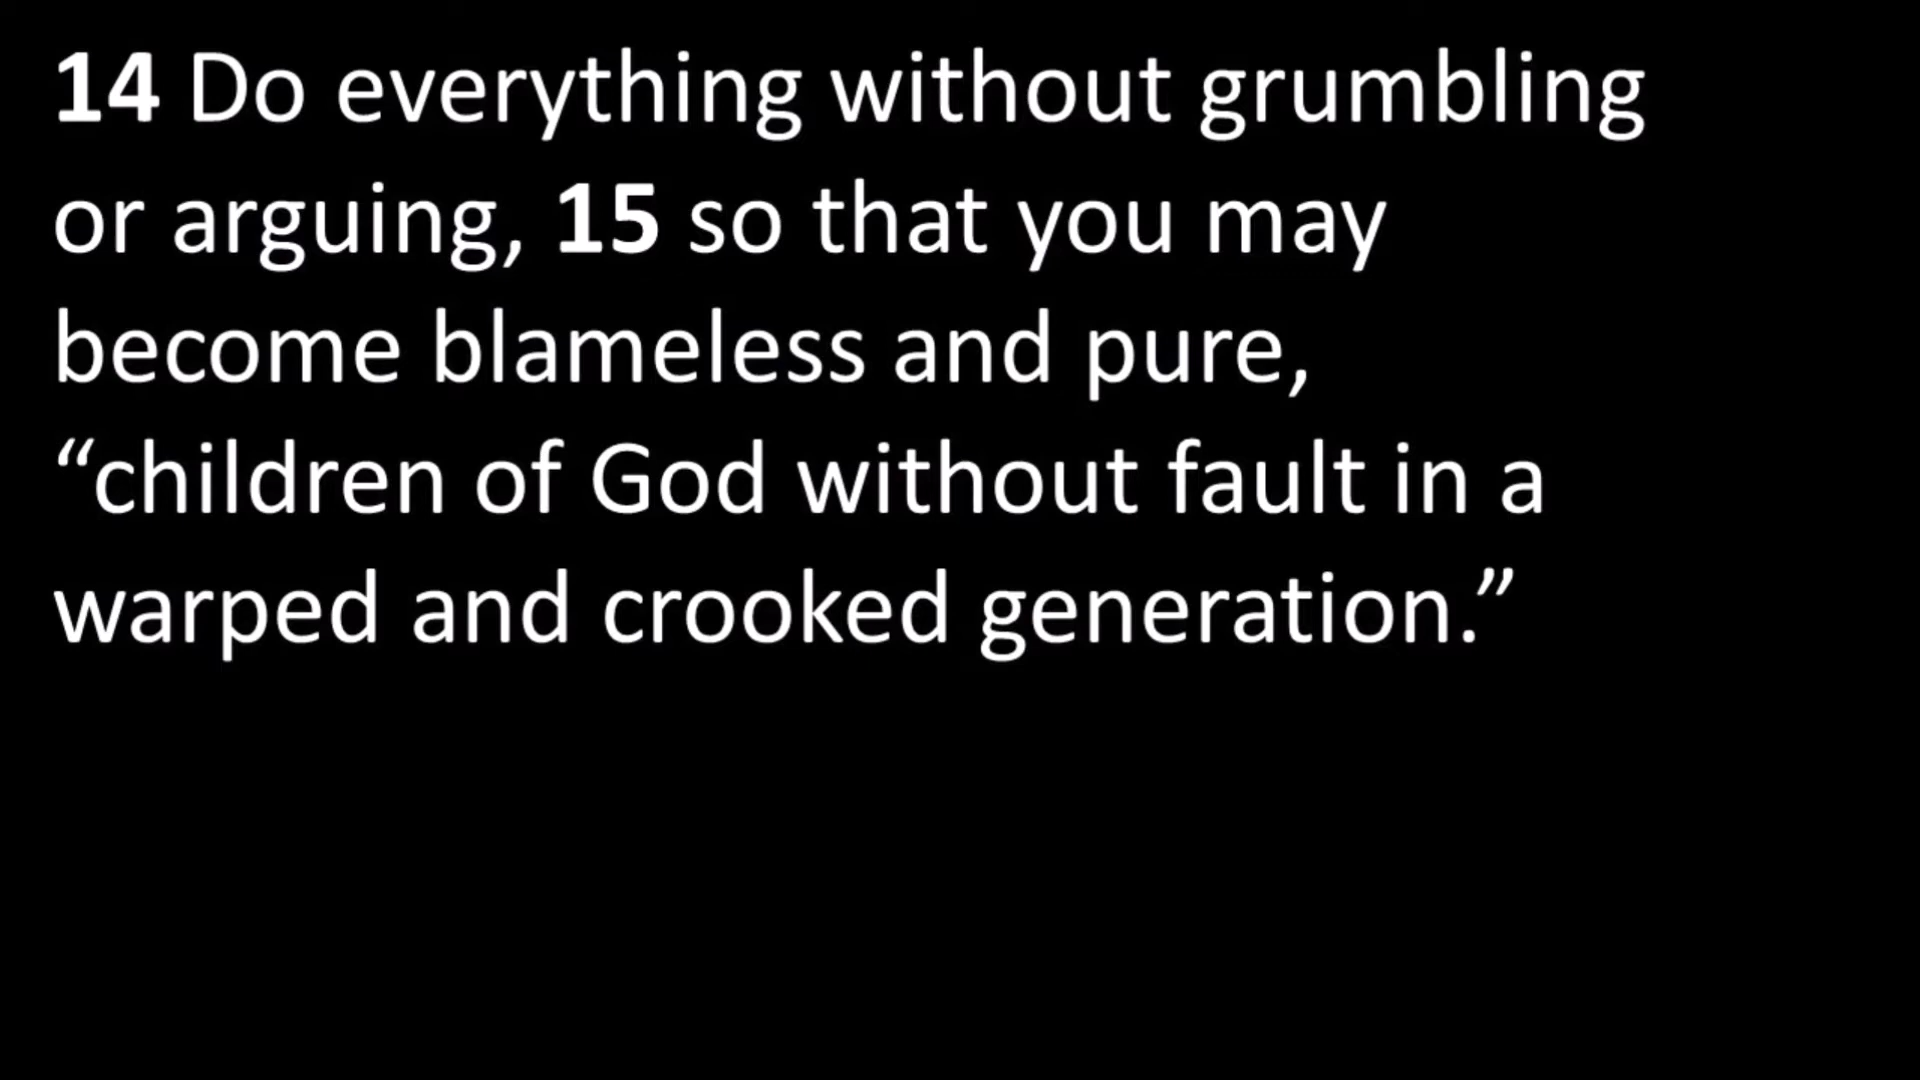 14 Do everything without grumbling
or arguing, 15 so that you may
become blameless and pure,
“children of God without fault in a
warped and crooked generation.”